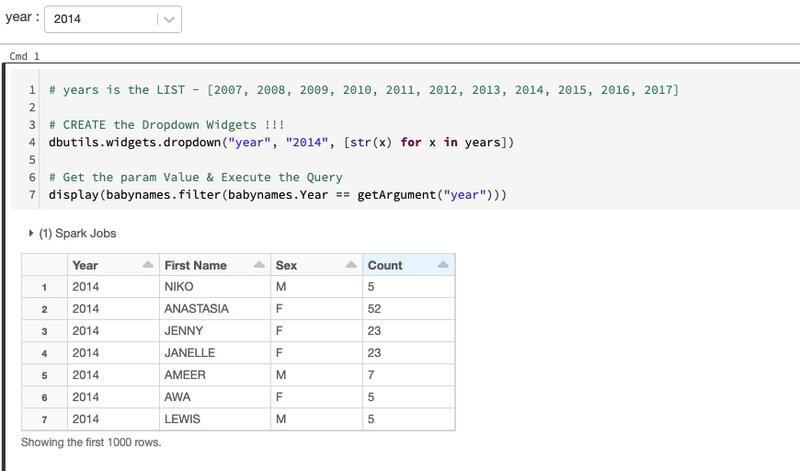 year : 2014
Cmd 1
1 # years is the LIST - [2007, 2008, 2009, 2010, 2011, 2012, 2013, 2014, 2015, 2016, 2017]
2
3 # CREATE the Dropdown Widgets !!!
4 dbutils.widgets.dropdown("year", "2014", [str(x) for x in years])
5
6 # Get the param Value & Execute the Query
7 display(babynames.filter(babynames.Year == getArgument("year")))
(1) Spark Jobs
Year First Name Sex Count
1 2014 NIKO M 5
2 2014 ANASTASIA F 52
3 2014 JENNY F 23
4 2014 JANELLE F 23
5 2014 AMEER M 7
6 2014 AWA F 5
7 2014 LEWIS M 5
Showing the first 1000 rows.